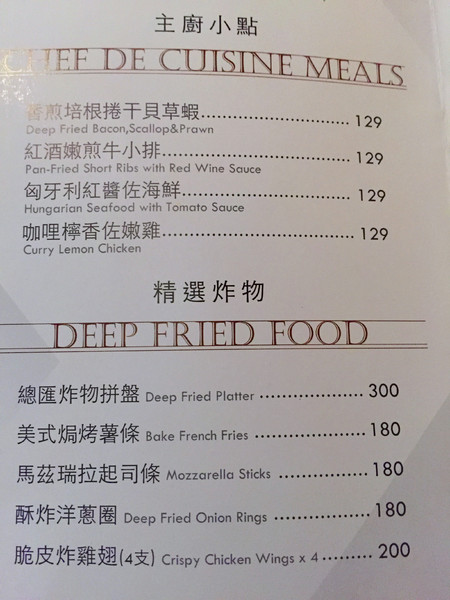 主廚小點
CHEF DE CUISINE MEALS
香煎培根捲干貝草蝦 129
Deep Fried Bacon,Scallop&Prawn
紅酒嫩煎牛小排 129
Pan-Fried Short Ribs with Red Wine Sauce
匈牙利紅醬佐海鮮 129
Hungarian Seafood with Tomato Sauce
咖哩檸香佐嫩雞 129
Curry Lemon Chicken
精選炸物
DEEP FRIED FOOD
總匯炸物拼盤 Deep Fried Platter 300
美式焗烤薯條 Bake French Fries 180
馬茲瑞拉起司條 Mozzarella Sticks 180
酥炸洋蔥圈 Deep Fried Onion Rings 180
脆皮炸雞翅(4支) Crispy Chicken Wings x 4 200